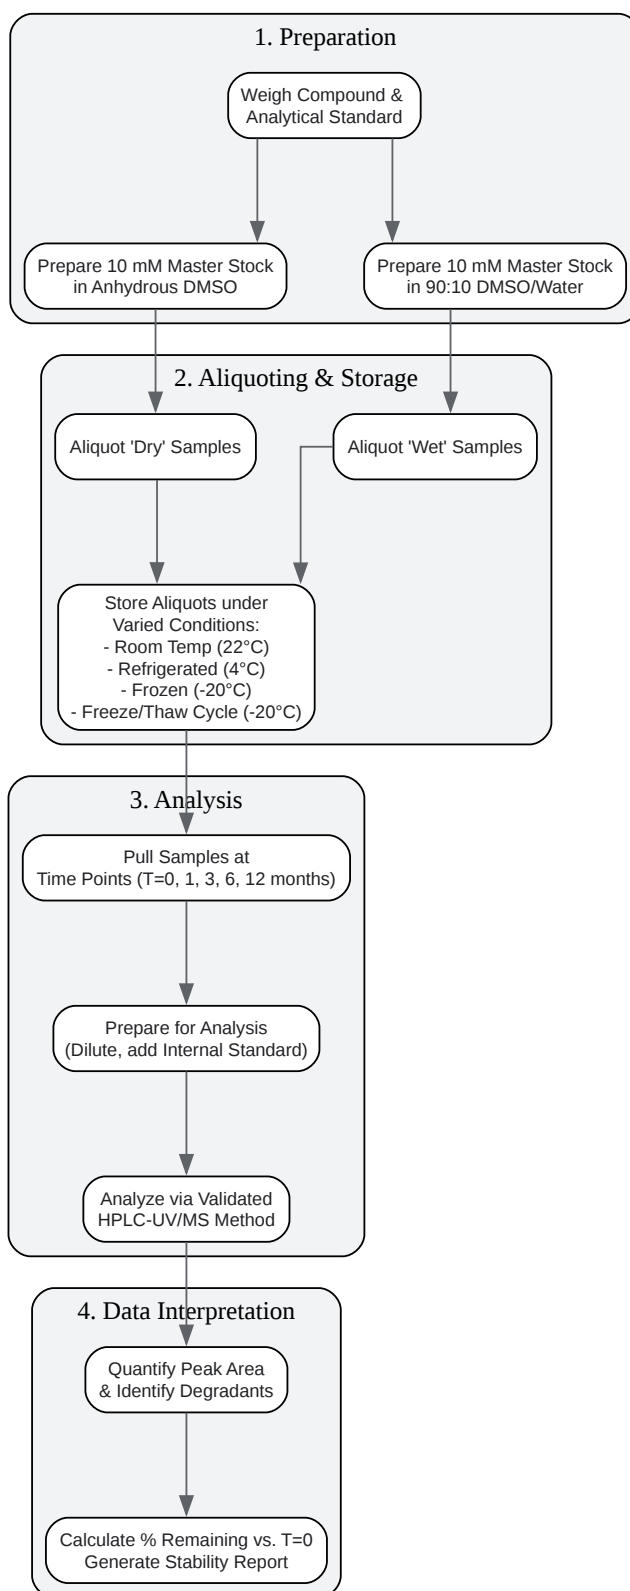 1. Preparation
Weigh Compound &
Analytical Standard
Prepare 10 mM Master Stock
in Anhydrous DMSO
Prepare 10 mM Master Stock
in 90:10 DMSO/Water
2. Aliquoting & Storage
Aliquot 'Dry' Samples
Aliquot 'Wet' Samples
Store Aliquots under
Varied Conditions:
- Room Temp (22°C)
- Refrigerated (4°C)
- Frozen (-20°C)
- Freeze/Thaw Cycle (-20°C)
3. Analysis
Pull Samples at
Time Points (T=0, 1, 3, 6, 12 months)
Prepare for Analysis
(Dilute, add Internal Standard)
Analyze via Validated
HPLC-UV/MS Method
4. Data Interpretation
Quantify Peak Area
& Identify Degradants
Calculate % Remaining vs. T=0
Generate Stability Report